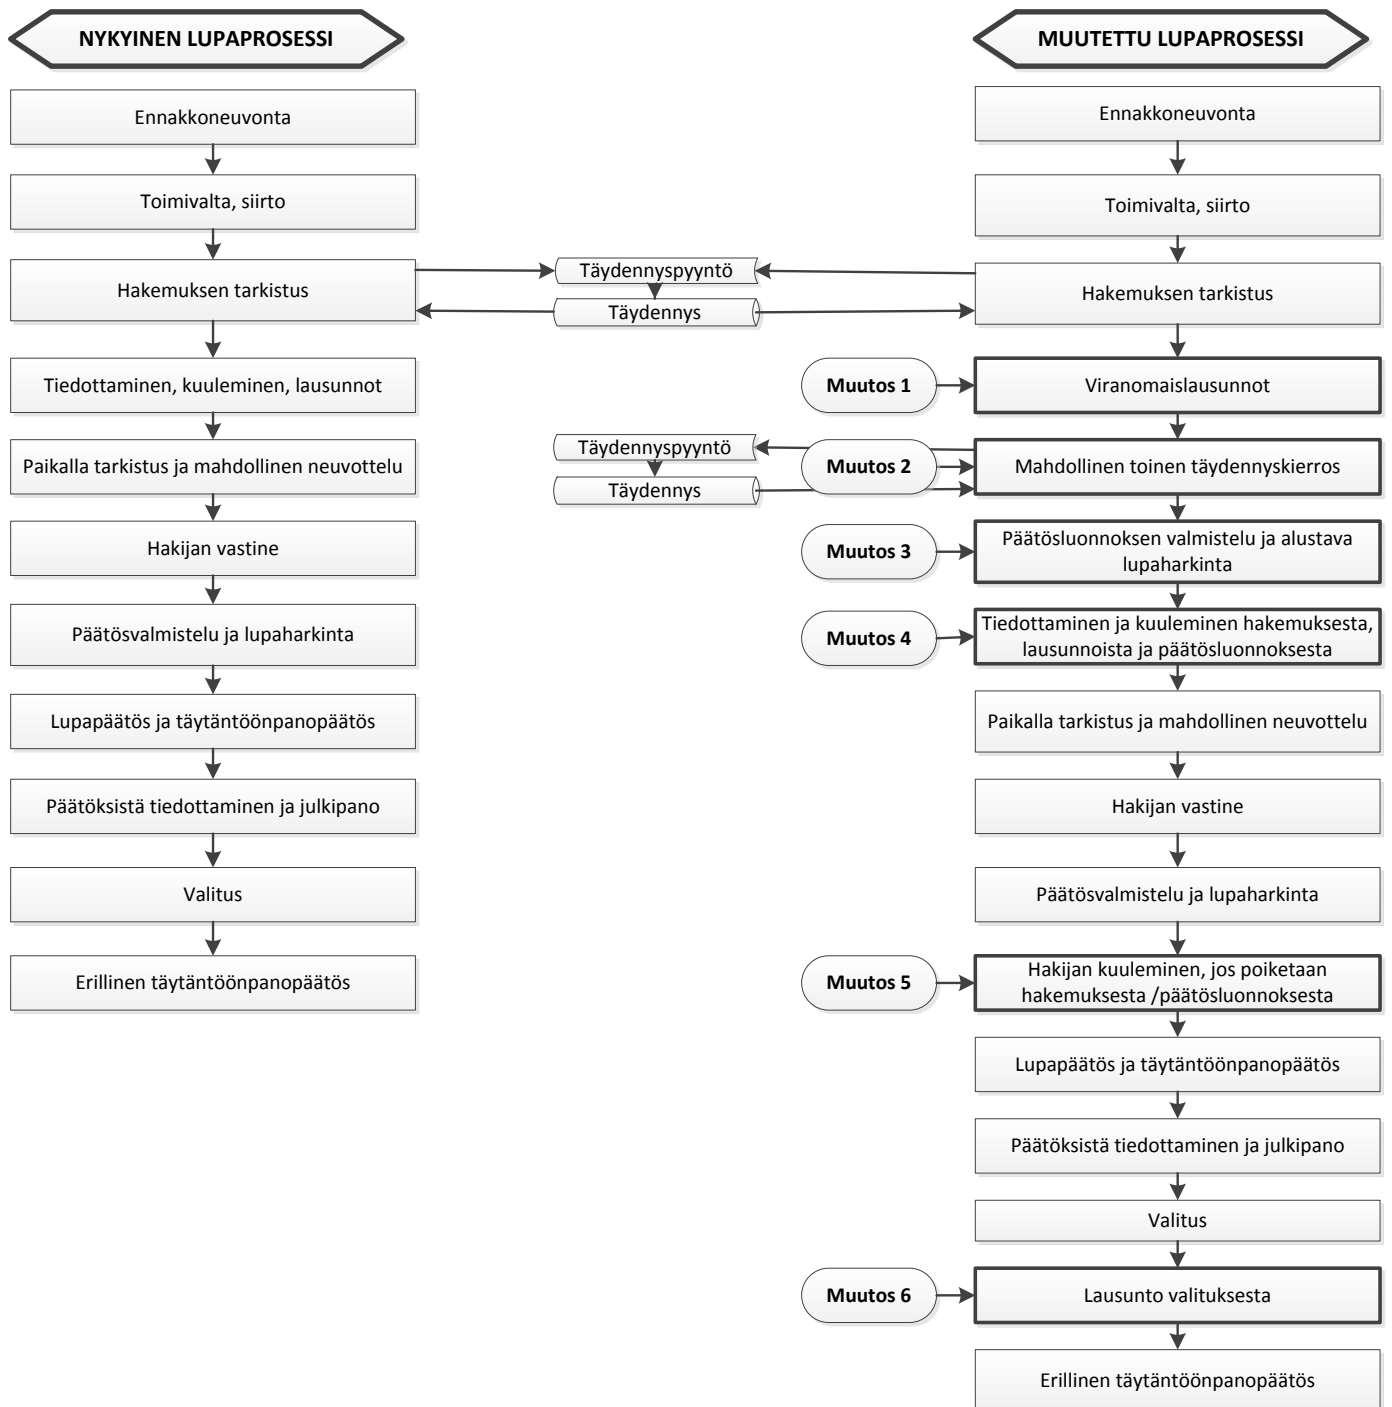 NYKYINEN LUPAPROSESSI
Ennakkoneuvonta
Toimivalta, siirto
Hakemuksen tarkistus
Tiedottaminen, kuuleminen, lausunnot
Paikalla tarkistus ja mahdollinen neuvottelu
Hakijan vastine
Päätösvalmistelu ja lupaharkinta
Lupapäätös ja täytäntöönpanopäätös
Päätöksistä tiedottaminen ja julkipano
Valitus
Erillinen täytäntöönpanopäätös
Täydennyspyyntö
Täydennys
Täydennyspyyntö
Täydennys
MUUTETTU LUPAPROSESSI
Ennakkoneuvonta
Toimivalta, siirto
Hakemuksen tarkistus
Muutos 1
Viranomaislausunnot
Muutos 2
Mahdollinen toinen täydennyskierros
Muutos 3
Päätösluonnoksen valmistelu ja alustava
lupaharkinta
Muutos 4
Tiedottaminen ja kuuleminen hakemuksesta,
lausunnoista ja päätösluonnoksesta
Paikalla tarkistus ja mahdollinen neuvottelu
Hakijan vastine
Päätösvalmistelu ja lupaharkinta
Muutos 5
Hakijan kuuleminen, jos poiketaan
hakemuksesta /päätösluonnoksesta
Lupapäätös ja täytäntöönpanopäätös
Päätöksistä tiedottaminen ja julkipano
Valitus
Muutos 6
Lausunto valituksesta
Erillinen täytäntöönpanopäätös